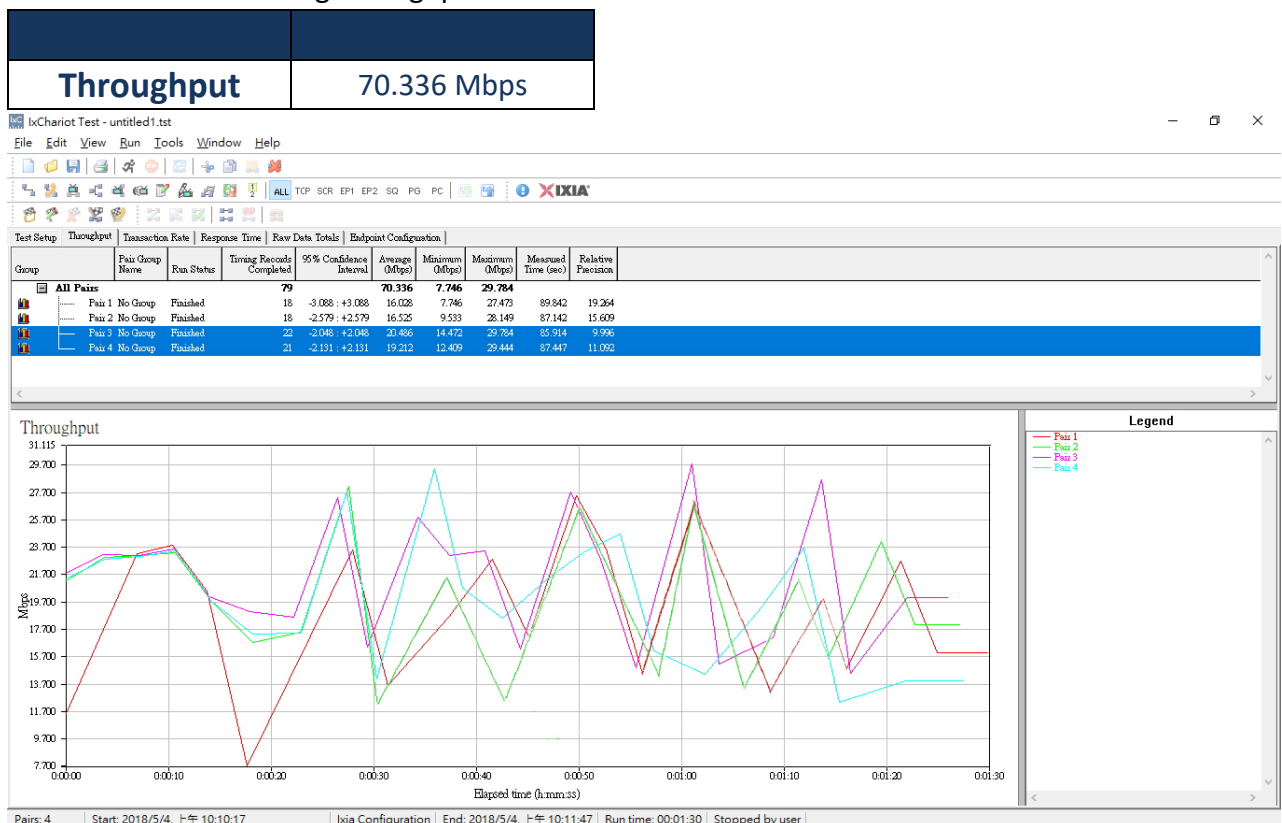 Throughput 70.336 Mbps
IxC IxChariot Test - untitled1.tst
File Edit View Run Tools Window Help
ALL TCP SCR EP1 EP2 SQ PG PC XIXIA
Test Setup Throughput Transaction Rate Response Time Raw Data Totals Endpoint Configuration
Group Pair Group Name Run Status Timing Records Completed 95% Confidence Interval Average (Mbps) Minimum (Mbps) Maximum (Mbps) Measured Time (sec) Relative Precision
All Pairs 79 70.336 7.746 29.784
Pair 1 No Group Finished 18 -3.088 : +3.088 16.028 7.746 27.473 89.842 19.264
Pair 2 No Group Finished 18 -2.579 : +2.579 16.525 9.533 28.149 87.142 15.609
Pair 3 No Group Finished 22 -2.048 : +2.048 20.486 14.472 29.784 85.914 9.996
Pair 4 No Group Finished 21 -2.131 : +2.131 19.212 12.409 29.444 87.447 11.092
Throughput
31.115
29.700
27.700
25.700
23.700
21.700
19.700
17.700
15.700
13.700
11.700
9.700
7.700
Mbps
0:00:00 0:00:10 0:00:20 0:00:30 0:00:40 0:00:50 0:01:00 0:01:10 0:01:20 0:01:30
Elapsed time (h:mm:ss)
Legend
Pair 1
Pair 2
Pair 3
Pair 4
Pairs: 4 Start: 2018/5/4, 上午 10:10:17 Ixia Configuration End: 2018/5/4, 上午 10:11:47 Run time: 00:01:30 Stopped by user